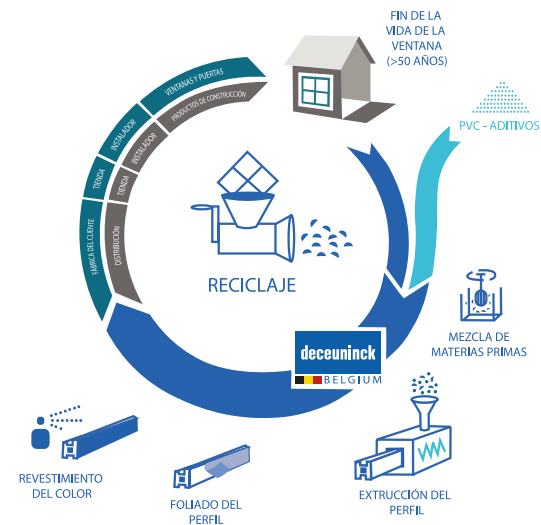 FIN DE LA
VIDA DE LA
VENTANA
(>50 AÑOS)
PVC - ADITIVOS
VENTANAS Y PUERTAS
PRODUCTOS DE CONSTRUCCIÓN
INSTALADOR
INSTALADOR
TIENDA
TIENDA
FÁBRICA DEL CLIENTE
DISTRIBUCIÓN
RECICLAJE
deceuninck
BELGIUM
MEZCLA DE
MATERIAS PRIMAS
EXTRUCCIÓN DEL
PERFIL
FOLIADO DEL
PERFIL
REVESTIMIENTO
DEL COLOR